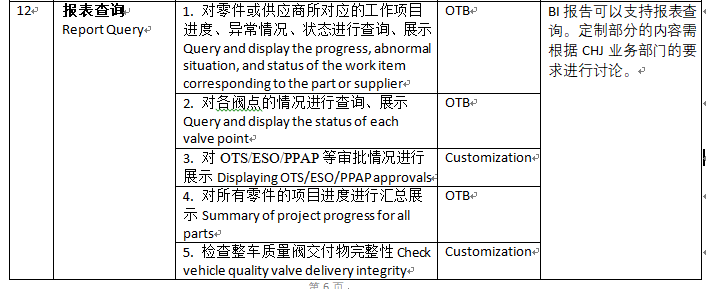 12
报表查询
Report Query
1. 对零件或供应商所对应的工作项目
进度、异常情况、状态进行查询、展示
Query and display the progress, abnormal
situation, and status of the work item
corresponding to the part or supplier
OTB
BI 报告可以支持报表查
询。定制部分的内容需
根据 CHJ 业务部门的要
求进行讨论。
2. 对各阀点的情况进行查询、展示
Query and display the status of each
valve point
OTB
3. 对 OTS/ESO/PPAP 等审批情况进行
展示 Displaying OTS/ESO/PPAP approvals
Customization
4. 对所有零件的项目进度进行汇总展
示 Summary of project progress for all
parts
OTB
5. 检查整车质量阀交付物完整性 Check
vehicle quality valve delivery integrity
Customization
第 6 页